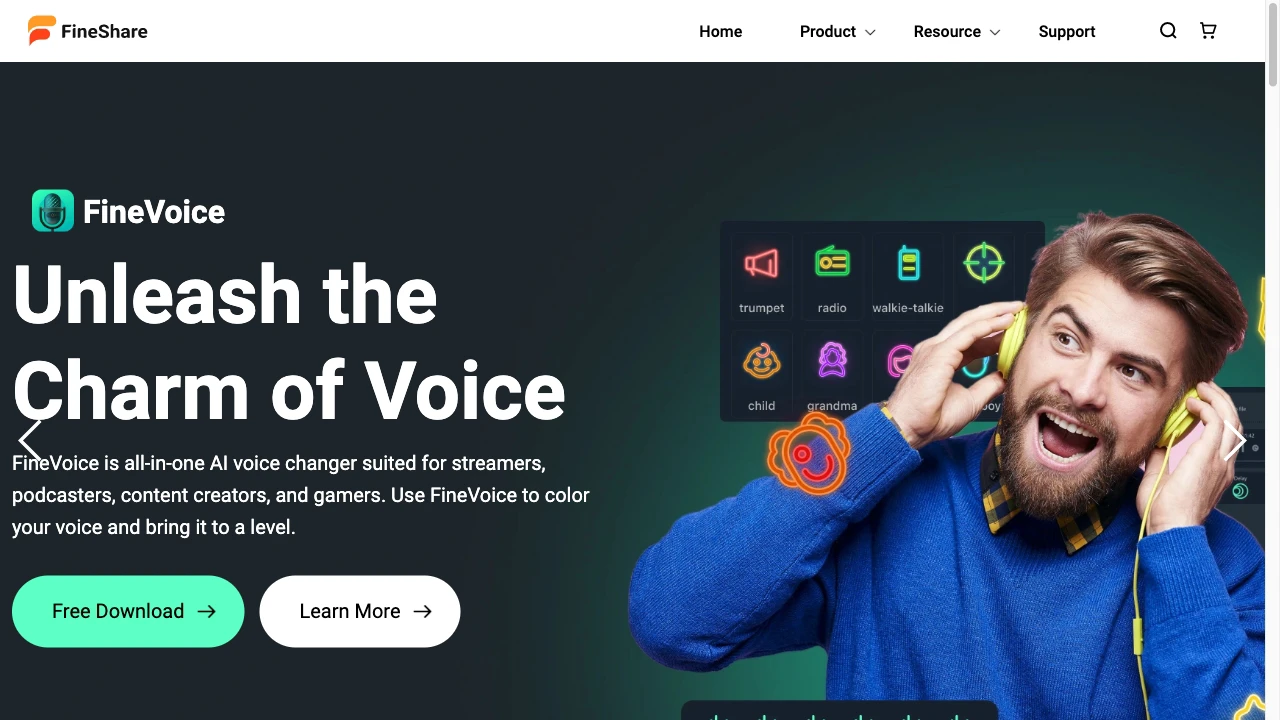 FineShare
Home
Product
Resource
Support
FineVoice
Unleash the
Charm of Voice
FineVoice is all-in-one AI voice changer suited for streamers,
podcasters, content creators, and gamers. Use FineVoice to color
your voice and bring it to a level.
Free Download
Learn More
trumpet
radio
walkie-talkie
child
grandma
boy
file
Delay